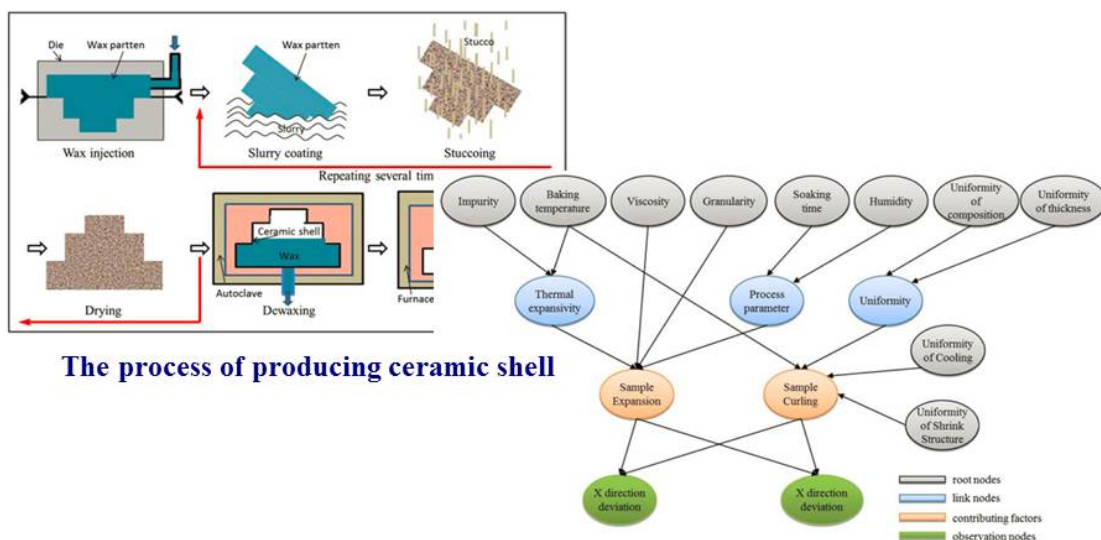 Die
Wax partten
Wax injection
Wax partten
Slurry
Slurry coating
Stucco
Stuccoing
Repeating several tim
Drying
Ceramic shell
Wax
Autoclave
Dewaxing
Furnace
The process of producing ceramic shell
Impurity
Baking
temperature
Viscosity
Granularity
Soaking
time
Humidity
Uniformity
of composition
Uniformity
of thickness
Thermal
expansivity
Process
parameter
Uniformity
Uniformity
of Cooling
Sample
Expansion
Sample
Curling
Uniformity
of Shrink
Structure
X direction
deviation
X direction
deviation
root nodes
link nodes
contributing factors
observation nodes